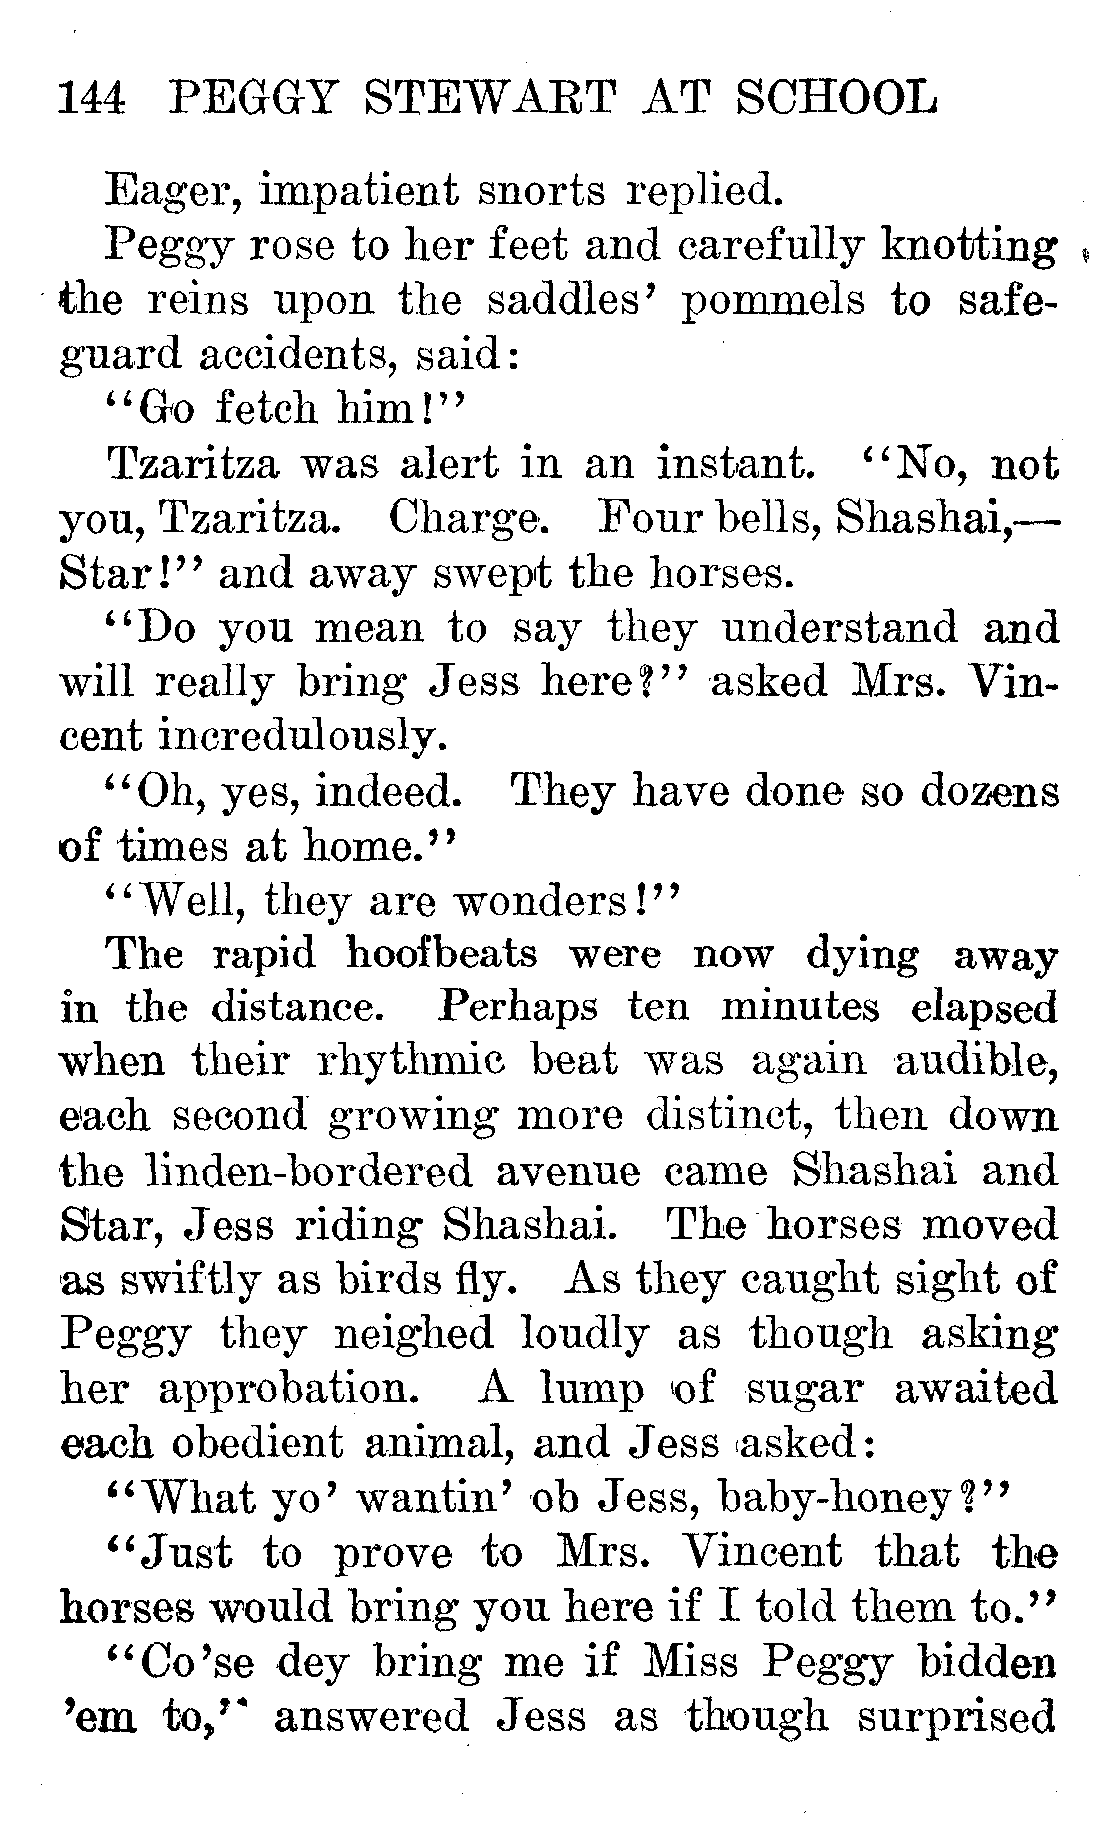 144 PEGGY STEWART AT SCHOOL
Eager, impatient snorts replied.
Peggy rose to her feet and carefully knotting
the reins upon the saddles' pommels to safe-
guard accidents, said:
"Go fetch him!"
Tzaritza was alert in an instant. "No, not
you, Tzaritza. Charge. Four bells, Shashai,—
Star!" and away swept the horses.
"Do you mean to say they understand and
will really bring Jess here?" asked Mrs. Vin-
cent incredulously.
"Oh, yes, indeed. They have done so dozens
of times at home."
"Well, they are wonders!"
The rapid hoofbeats were now dying away
in the distance. Perhaps ten minutes elapsed
when their rhythmic beat was again audible,
each second growing more distinct, then down
the linden-bordered avenue came Shashai and
Star, Jess riding Shashai. The horses moved
as swiftly as birds fly. As they caught sight of
Peggy they neighed loudly as though asking
her approbation. A lump of sugar awaited
each obedient animal, and Jess asked:
"What yo' wantin' ob Jess, baby-honey?"
"Just to prove to Mrs. Vincent that the
horses would bring you here if I told them to."
"Co'se dey bring me if Miss Peggy bidden
'em to," answered Jess as though surprised